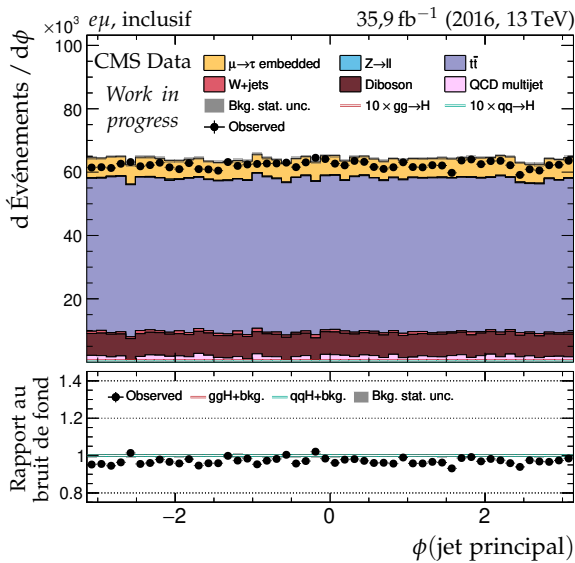 eμ, inclusif 35,9 fb⁻¹ (2016, 13 TeV)
×10³
100
80
60
40
20
d Événements / dϕ
CMS Data
Work in
progress
μ→τ embedded Z→ll tt̄
W+jets Diboson QCD multijet
Bkg. stat. unc. 10 × gg→H 10 × qq→H
Observed
1.4
1.2
1
0.8
Rapport au
bruit de fond
Observed ggH+bkg. qqH+bkg. Bkg. stat. unc.
−2 0 2
ϕ(jet principal)